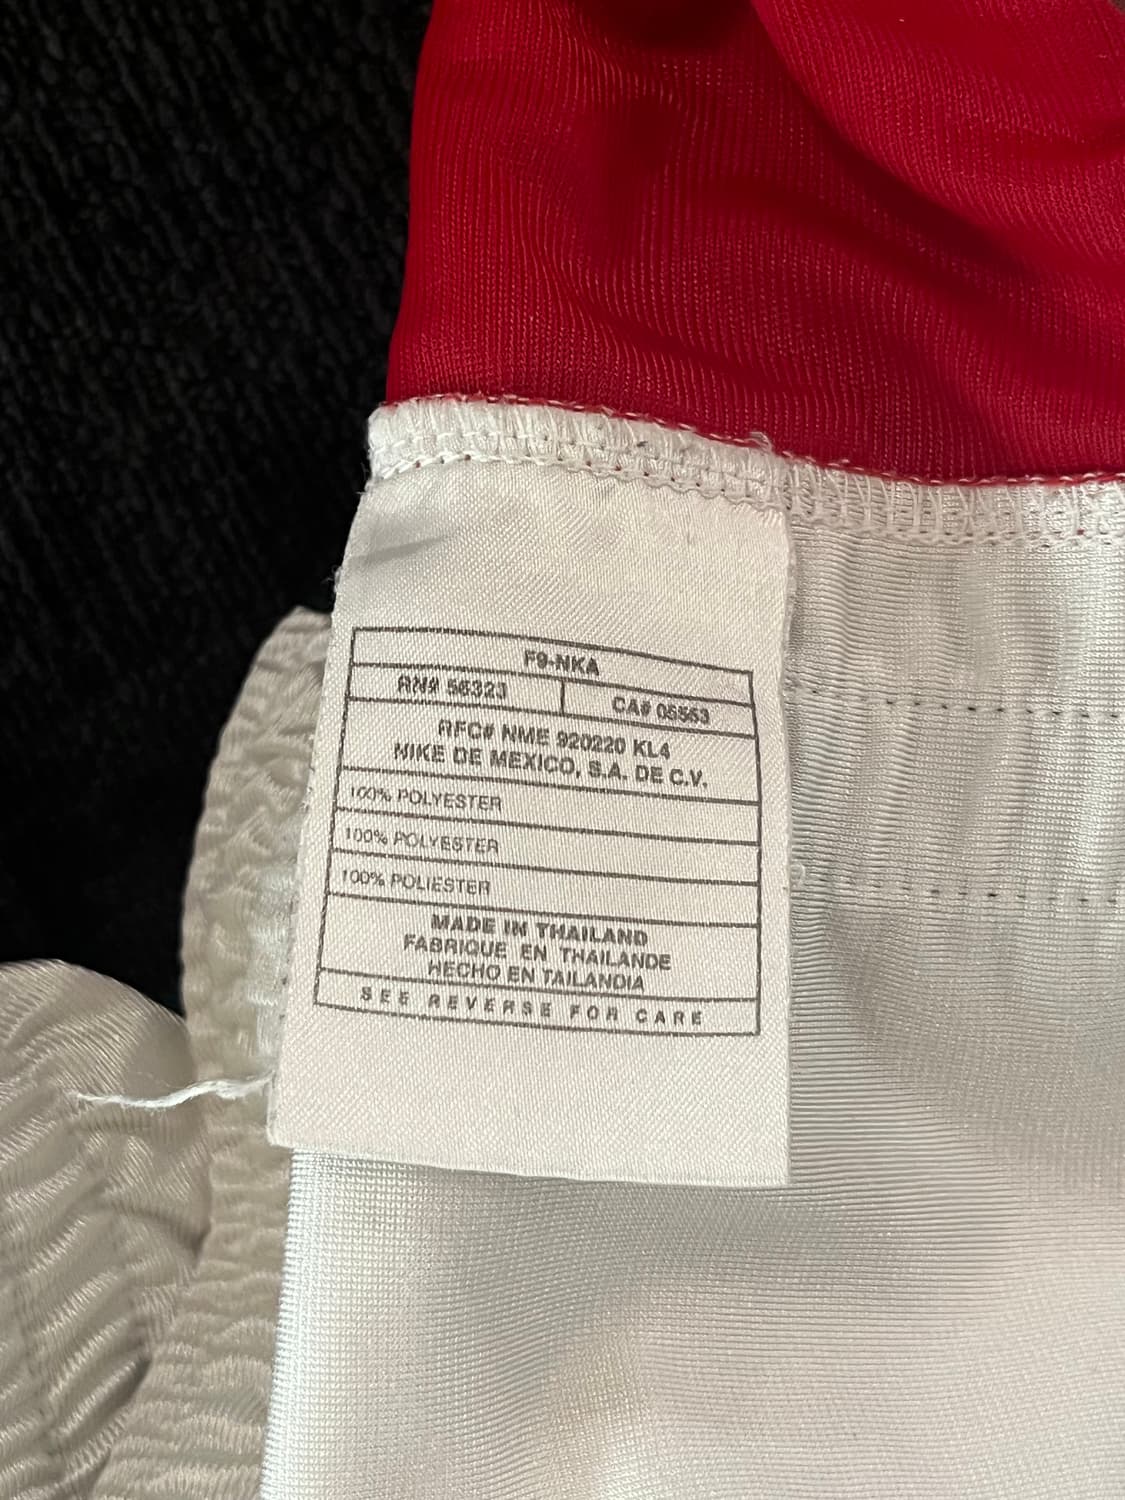 F9-NKA
RN# 56323
CA# 05553
RFC# NME 920220 KL4
NIKE DE MEXICO, S.A. DE C.V.
100% POLYESTER
100% POLYESTER
100% POLIESTER
MADE IN THAILAND
FABRIQUE EN THAILANDE
HECHO EN TAILANDIA
SEE REVERSE FOR CARE